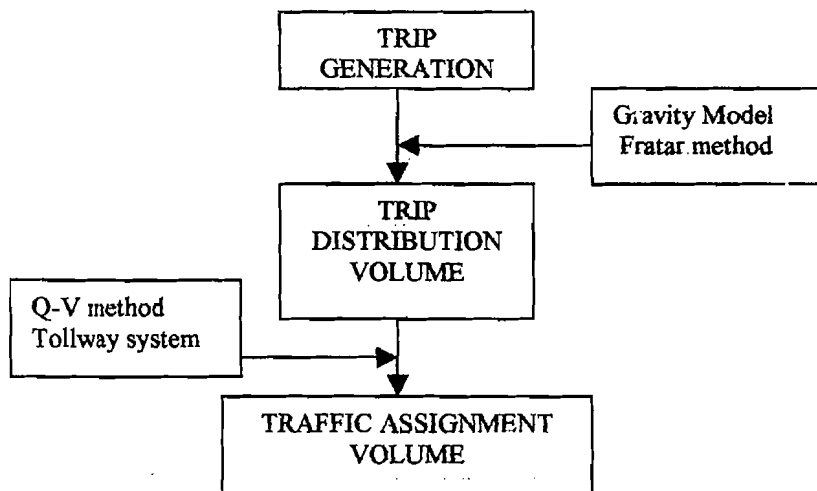 TRIP
GENERATION
Gravity Model
Fratar method
TRIP
DISTRIBUTION
VOLUME
Q-V method
Tollway system
TRAFFIC ASSIGNMENT
VOLUME